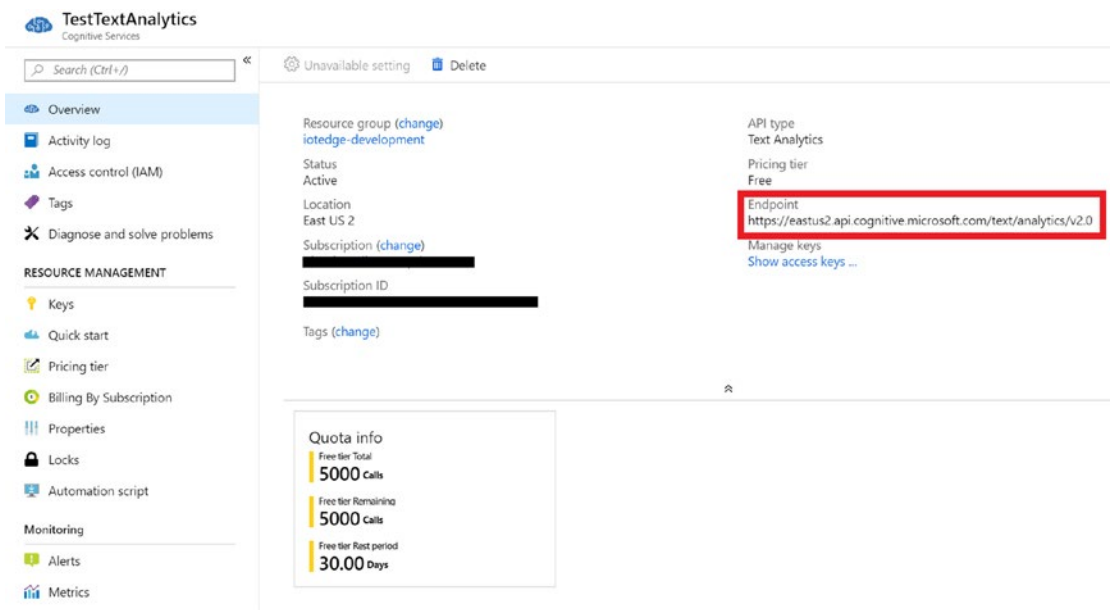 TestTextAnalytics
Cognitive Services
Search (Ctrl+/)
«
Unavailable setting
Delete
Overview
Activity log
Access control (IAM)
Tags
Diagnose and solve problems
RESOURCE MANAGEMENT
Keys
Quick start
Pricing tier
Billing By Subscription
Properties
Locks
Automation script
Monitoring
Alerts
Metrics
Resource group (change)
iotedge-development
Status
Active
Location
East US 2
Subscription (change)
Subscription ID
Tags (change)
API type
Text Analytics
Pricing tier
Free
Endpoint
https://eastus2.api.cognitive.microsoft.com/text/analytics/v2.0
Manage keys
Show access keys ...
Quota info
Free tier Total
5000 Calls
Free tier Remaining
5000 Calls
Free tier Rest period
30.00 Days